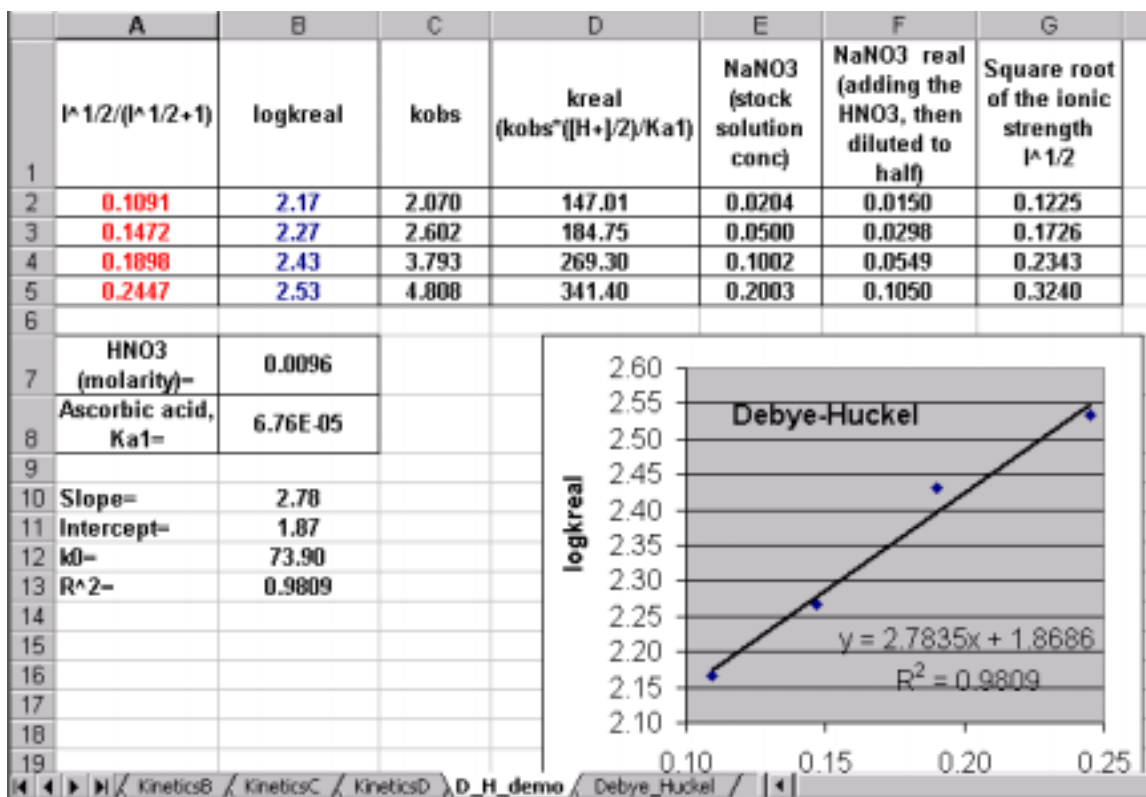 A B C D E F G
1 I^1/2/(I^1/2+1) logkreal kobs kreal (kobs*([H+]/2)/Ka1) NaNO3 (stock solution conc) NaNO3 real (adding the HNO3, then diluted to half) Square root of the ionic strength I^1/2
2 0.1091 2.17 2.070 147.01 0.0204 0.0150 0.1225
3 0.1472 2.27 2.602 184.75 0.0500 0.0298 0.1726
4 0.1898 2.43 3.793 269.30 0.1002 0.0549 0.2343
5 0.2447 2.53 4.808 341.40 0.2003 0.1050 0.3240
6
7 HNO3 (molarity)= 0.0096
8 Ascorbic acid, Ka1= 6.76E-05
9
10 Slope= 2.78
11 Intercept= 1.87
12 k0= 73.90
13 R^2= 0.9809
14
15
16
17
18
19
Debye-Huckel
logkreal
2.60
2.55
2.50
2.45
2.40
2.35
2.30
2.25
2.20
2.15
2.10
y = 2.7835x + 1.8686
R² = 0.9809
0.10 0.15 0.20 0.25
KineticsB / KineticsC / KineticsD \ D_H_demo / Debye_Huckel /